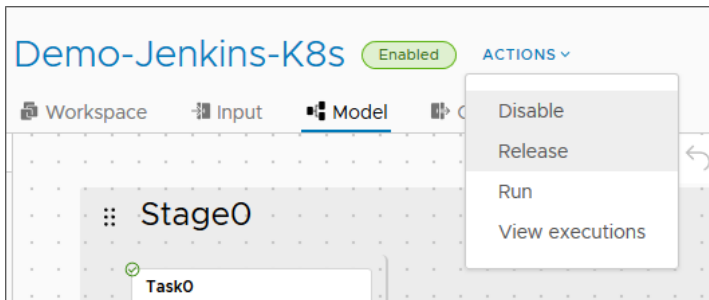 Demo-Jenkins-K8s Enabled ACTIONS
Workspace Input Model
Disable
Release
Run
View executions
Stage0
Task0